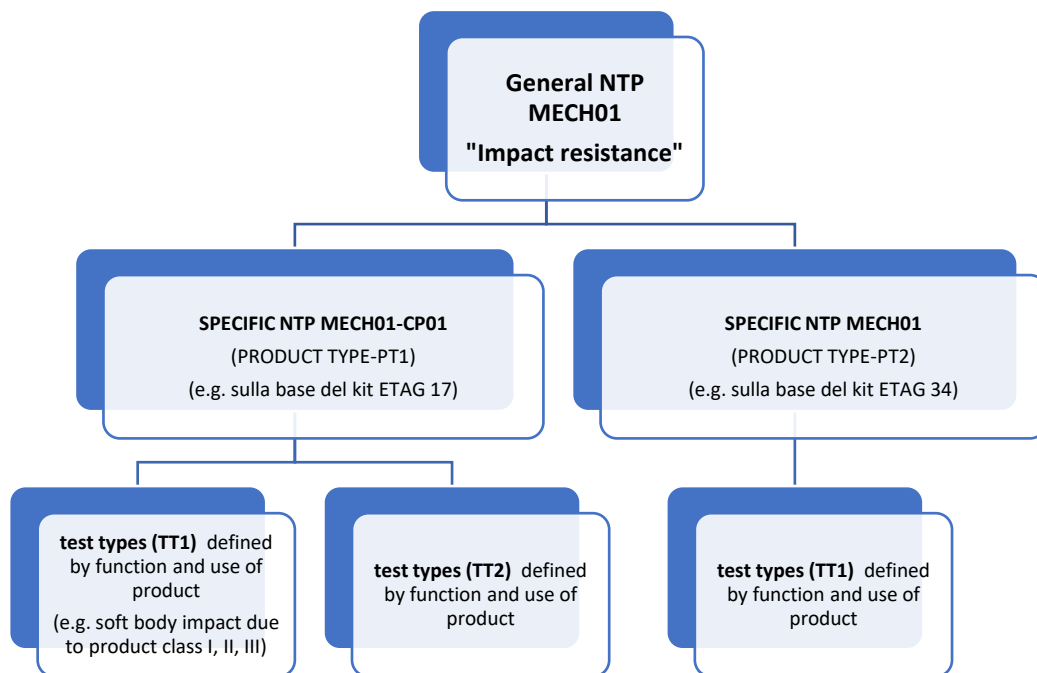 General NTP
MECH01
"Impact resistance"
SPECIFIC NTP MECH01-CP01
(PRODUCT TYPE-PT1)
(e.g. sulla base del kit ETAG 17)
SPECIFIC NTP MECH01
(PRODUCT TYPE-PT2)
(e.g. sulla base del kit ETAG 34)
test types (TT1) defined
by function and use of
product
(e.g. soft body impact due
to product class I, II, III)
test types (TT2) defined
by function and use of
product
test types (TT1) defined
by function and use of
product